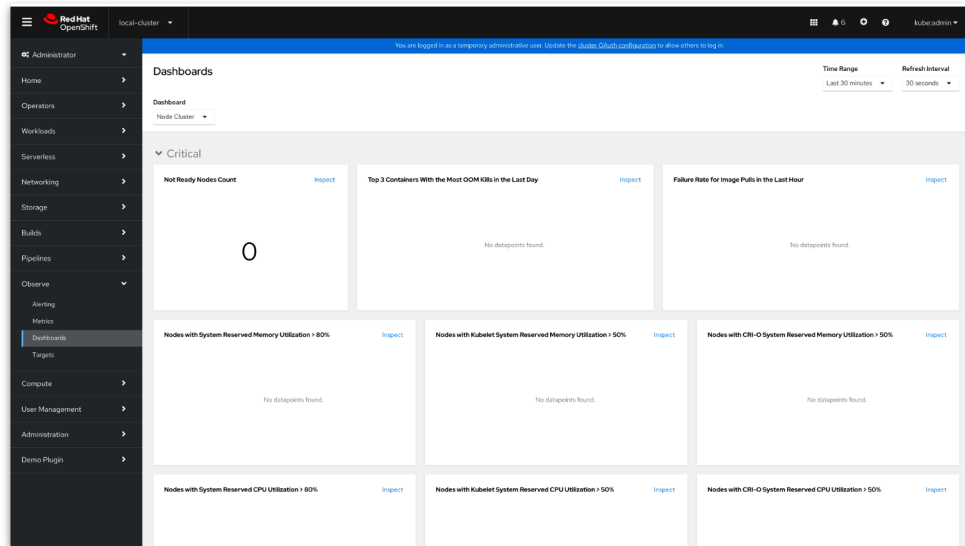 Red Hat
OpenShift
local-cluster
6
kube:admin
You are logged in as a temporary administrative user. Update the cluster OAuth configuration to allow others to log in.
Administrator
Home
Operators
Workloads
Serverless
Networking
Storage
Builds
Pipelines
Observe
Alerting
Metrics
Dashboards
Targets
Compute
User Management
Administration
Demo Plugin
Dashboards
Time Range
Refresh Interval
Last 30 minutes
30 seconds
Dashboard
Node Cluster
Critical
Not Ready Nodes Count
Inspect
0
Top 3 Containers With the Most OOM Kills in the Last Day
Inspect
No datapoints found.
Failure Rate for Image Pulls in the Last Hour
Inspect
No datapoints found.
Nodes with System Reserved Memory Utilization > 80%
Inspect
No datapoints found.
Nodes with Kubelet System Reserved Memory Utilization > 50%
Inspect
No datapoints found.
Nodes with CRI-O System Reserved Memory Utilization > 50%
Inspect
No datapoints found.
Nodes with System Reserved CPU Utilization > 80%
Inspect
Nodes with Kubelet System Reserved CPU Utilization > 50%
Inspect
Nodes with CRI-O System Reserved CPU Utilization > 50%
Inspect